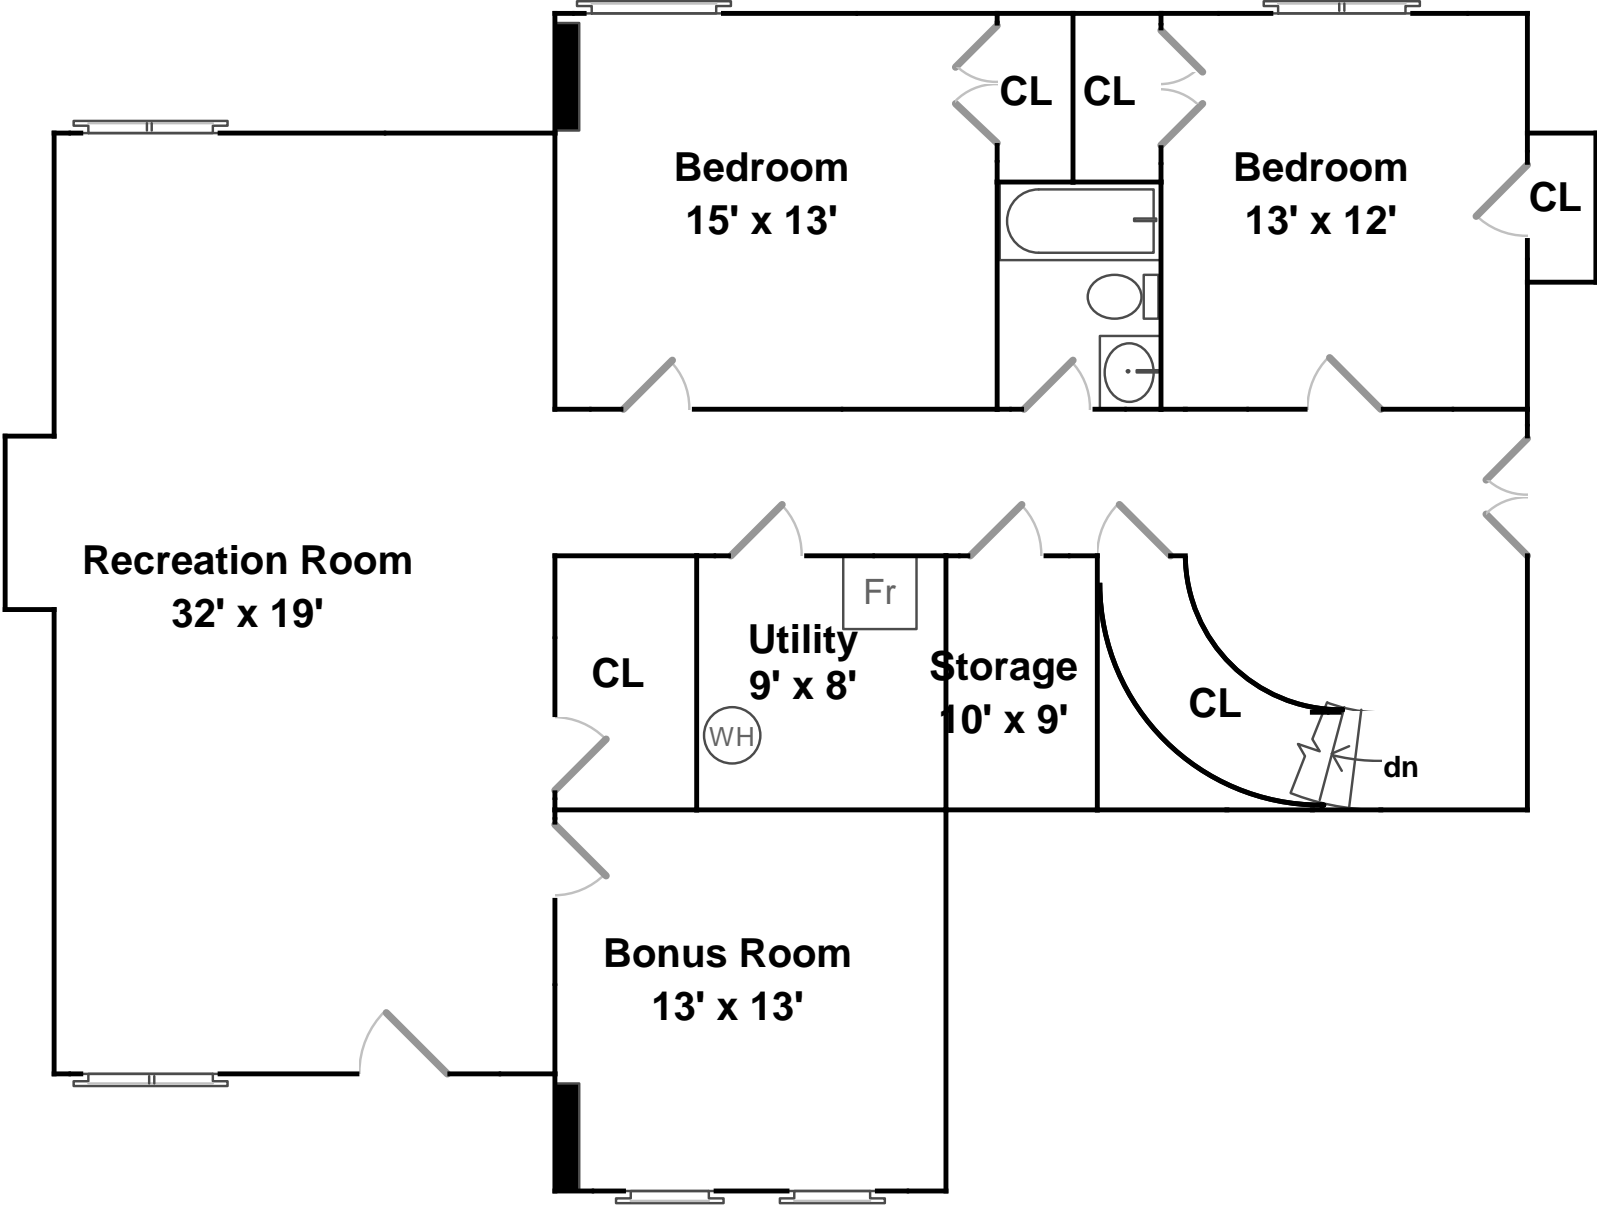 CL
CL
Bedroom
15' x 13'
Bedroom
13' x 12'
CL
Recreation Room
32' x 19'
Fr
Utility
9' x 8'
Storage
10' x 9'
CL
WH
CL
dn
Bonus Room
13' x 13'